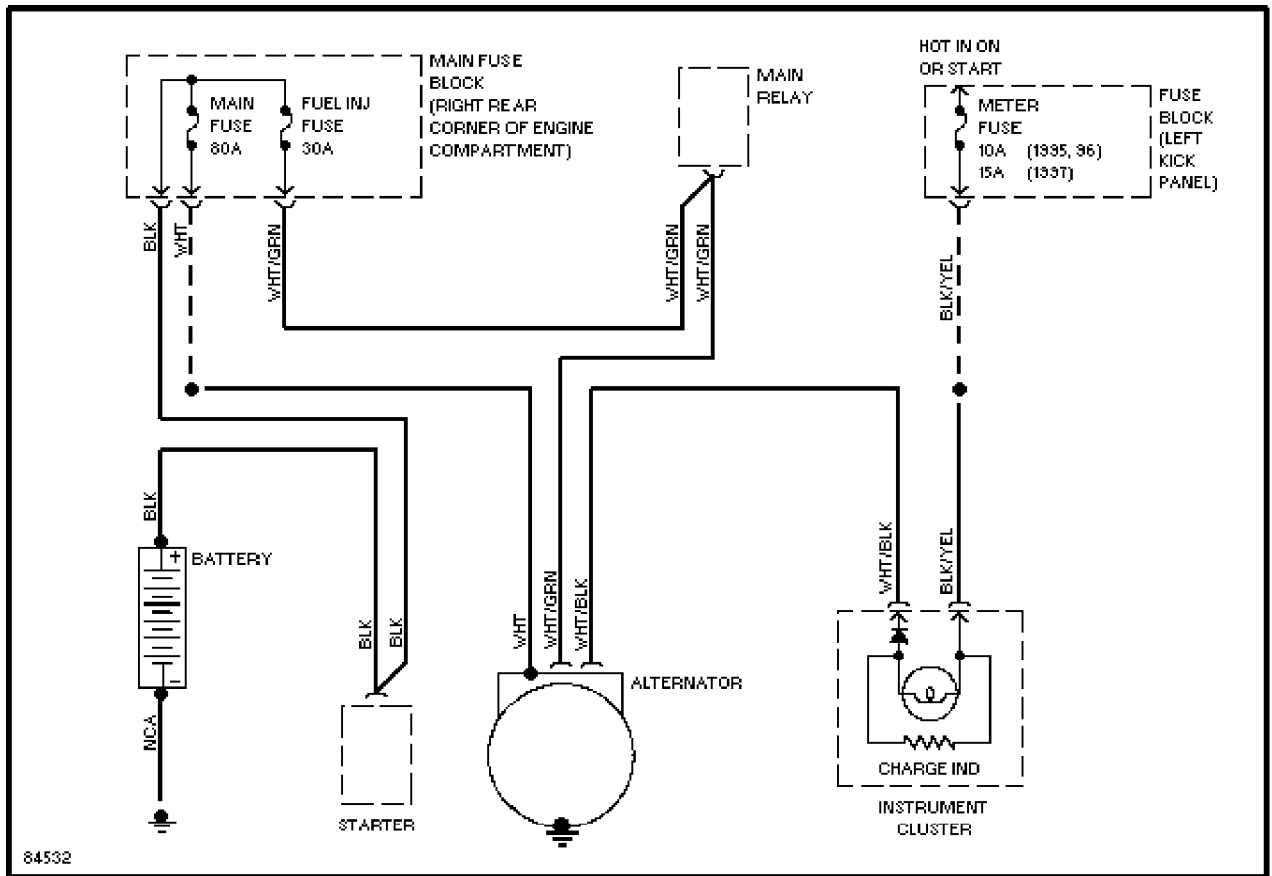 MAIN FUSE
BLOCK
(RIGHT REAR
CORNER OF ENGINE
COMPARTMENT)
MAIN
FUSE
80A
FUEL INJ
FUSE
30A
MAIN
RELAY
HOT IN ON
OR START
METER
FUSE
10A (1995, 96)
15A (1997)
FUSE
BLOCK
(LEFT
KICK
PANEL)
BLK
WHT
WHT/GRN
WHT/GRN
WHT/GRN
BLK/YEL
BLK
+
BATTERY
-
NCA
BLK
BLK
STARTER
WHT
WHT/GRN
WHT/BLK
ALTERNATOR
WHT/BLK
BLK/YEL
CHARGE IND
INSTRUMENT
CLUSTER
84532